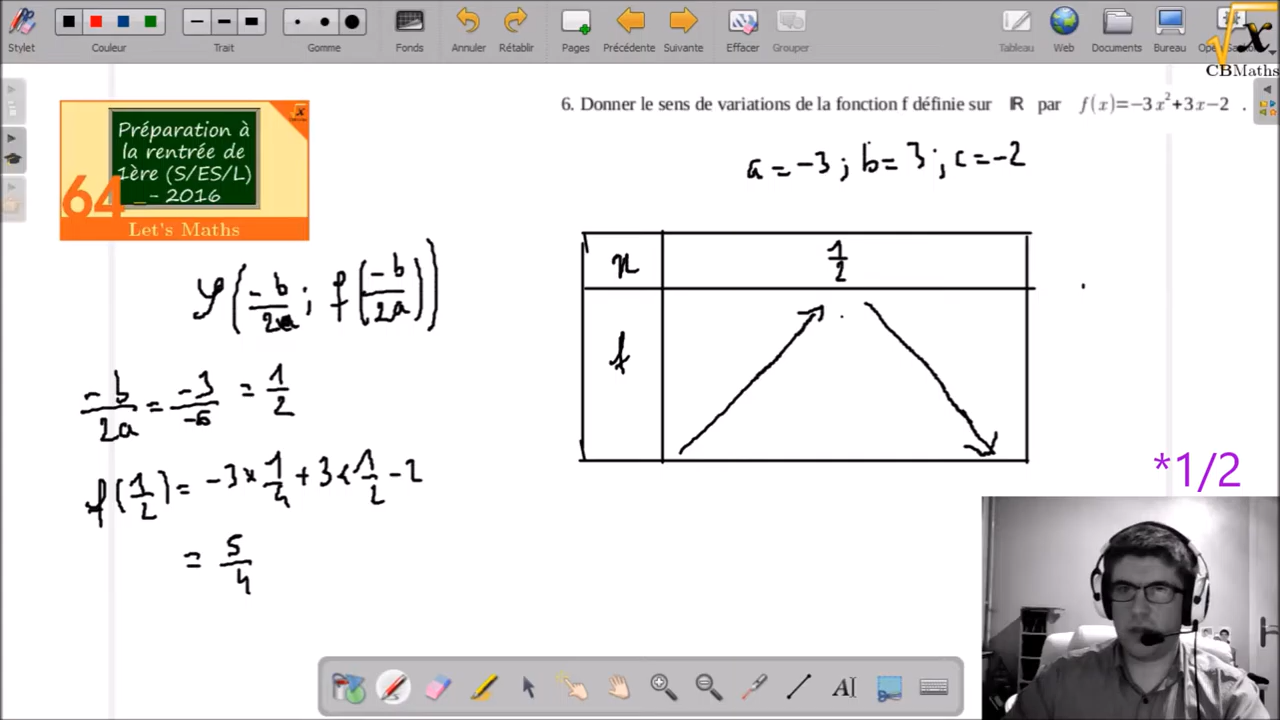 Stylet
Couleur
Trait
Gomme
Fonds
Annuler
Rétablir
Pages
Précédente
Suivante
Effacer
Grouper
Tableau
Web
Documents
Bureau
CBMaths
Préparation à
la rentrée de
1ère (S/ES/L)
- 2016
64
Let's Maths
6. Donner le sens de variations de la fonction f définie sur ℝ par f(x)=−3x²+3x−2 .
a = -3 ; b = 3 ; c = -2
x 1/2
f
S(-b/2a ; f(-b/2a))
-b/2a = -3/-6 = 1/2
f(1/2) = -3 × 1/4 + 3 × 1/2 - 2
= 5/4
*1/2
AI